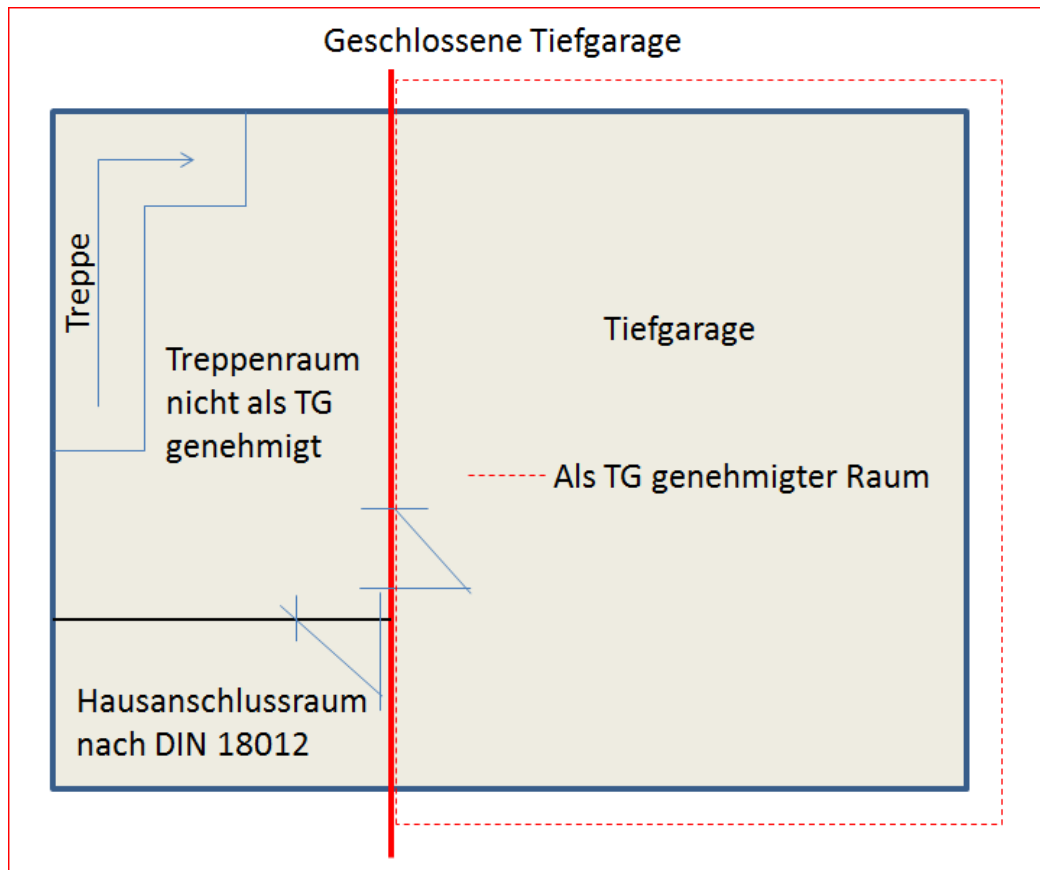 Geschlossene Tiefgarage
Treppe
Tiefgarage
Treppenraum
nicht als TG
genehmigt
Als TG genehmigter Raum
Hausanschlussraum
nach DIN 18012